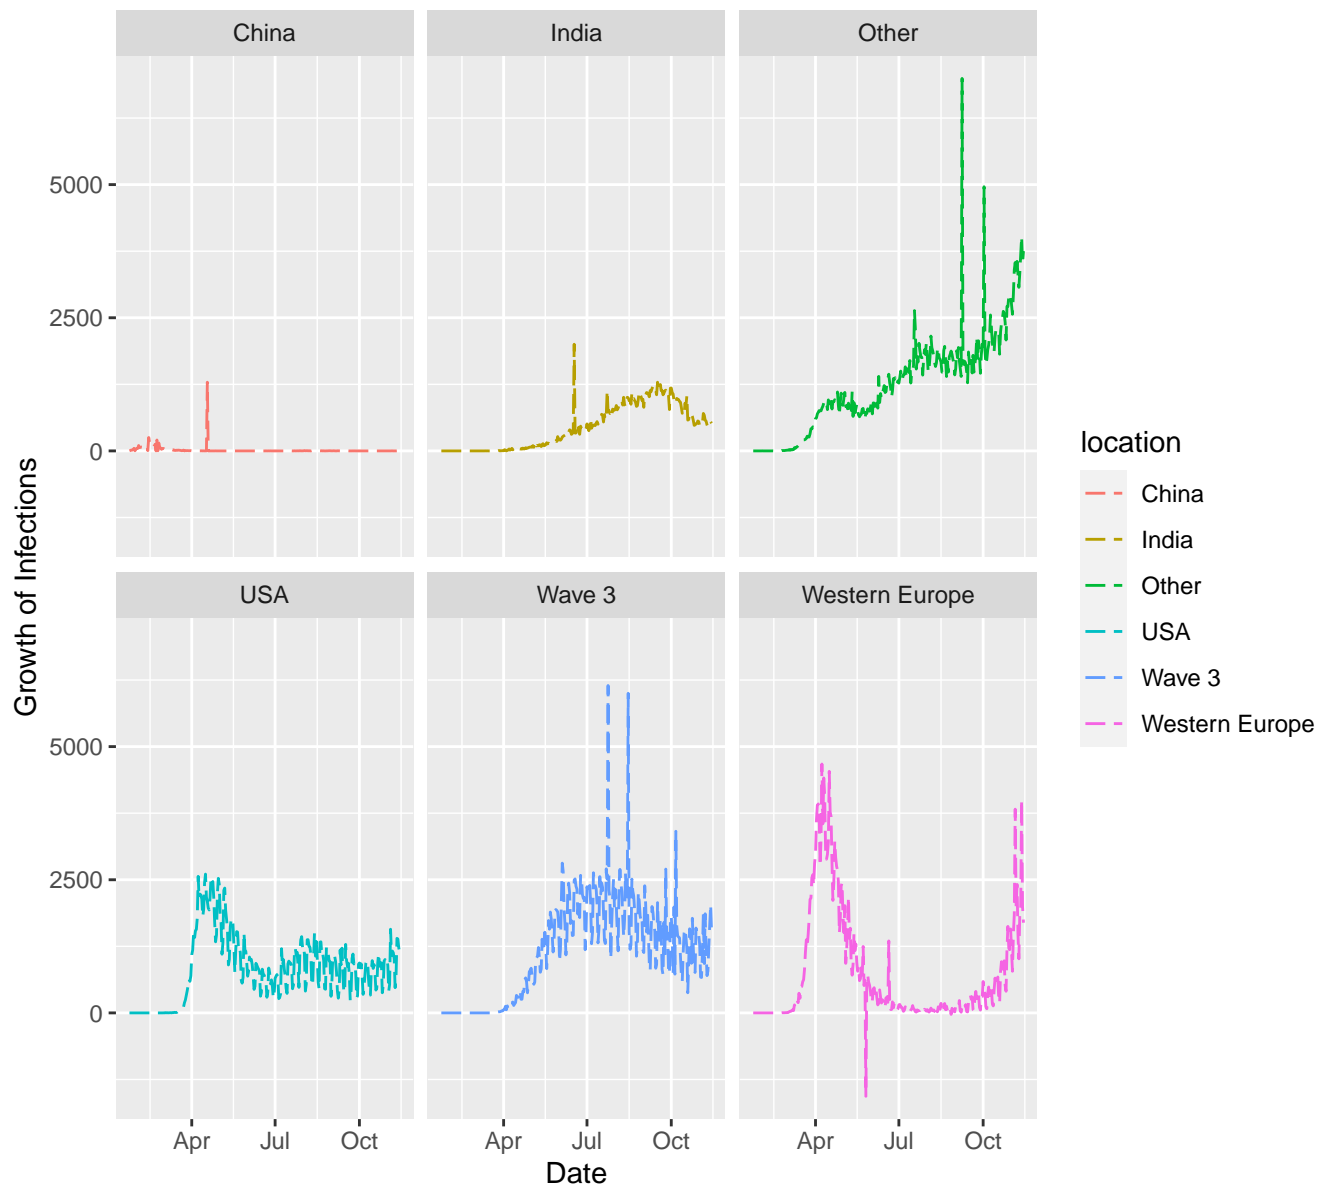 China India Other
5000
2500
0
Growth of Infections
USA Wave 3 Western Europe
5000
2500
0
Apr Jul Oct Apr Jul Oct Apr Jul Oct
Date
location
China
India
Other
USA
Wave 3
Western Europe